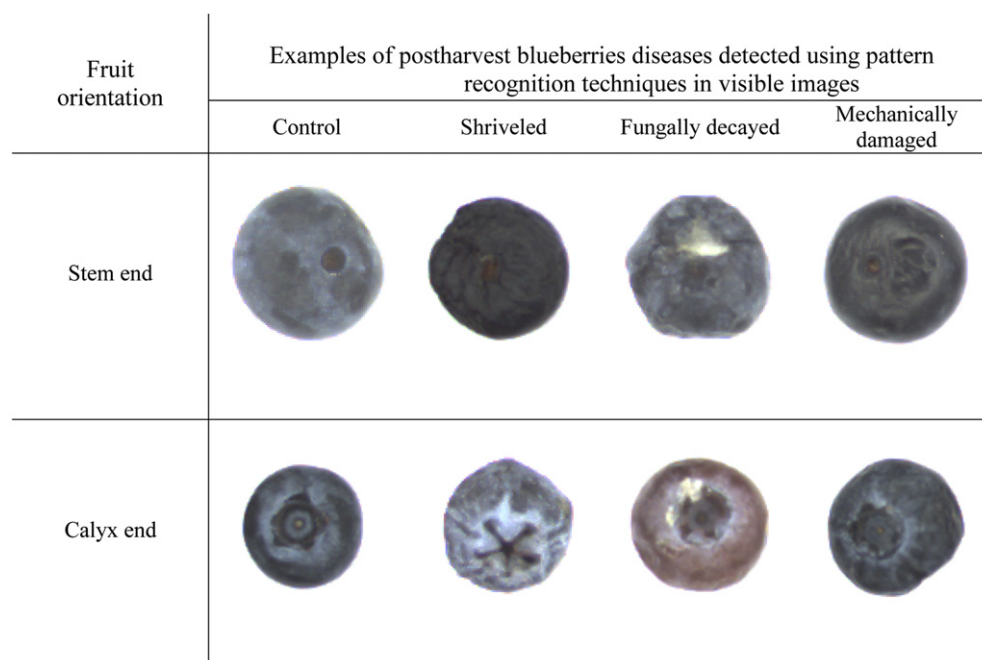 Fruit
orientation
Examples of postharvest blueberries diseases detected using pattern
recognition techniques in visible images
Control
Shriveled
Fungally decayed
Mechanically
damaged
Stem end
Calyx end